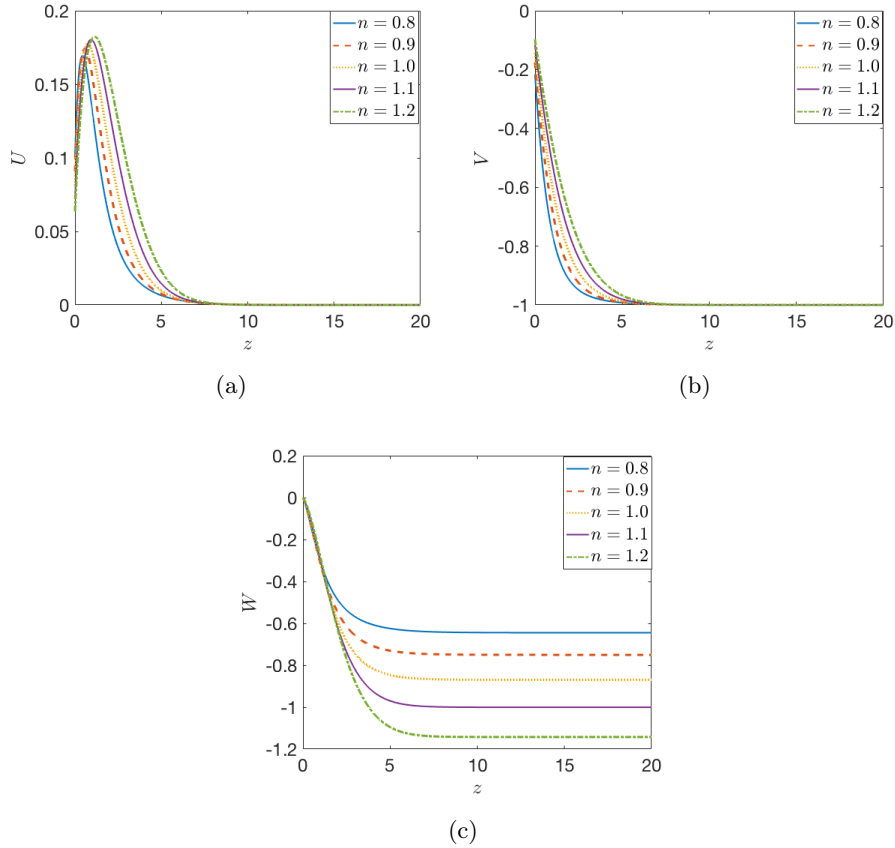 0.2
0.15
0.1
0.05
0
U
0
5
10
15
20
z
n = 0.8
n = 0.9
n = 1.0
n = 1.1
n = 1.2
(a)
0
-0.2
-0.4
-0.6
-0.8
-1
V
0
5
10
15
20
z
n = 0.8
n = 0.9
n = 1.0
n = 1.1
n = 1.2
(b)
0.2
0
-0.2
-0.4
-0.6
-0.8
-1
-1.2
W
0
5
10
15
20
z
n = 0.8
n = 0.9
n = 1.0
n = 1.1
n = 1.2
(c)